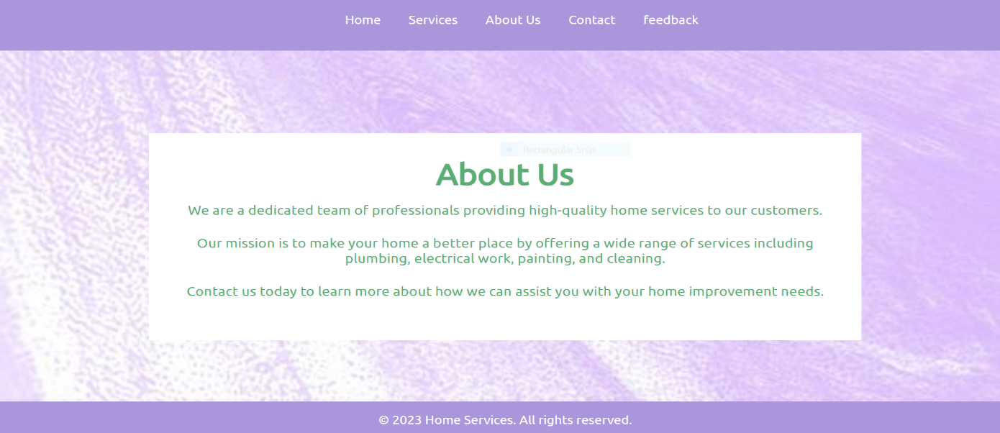 Home Services About Us Contact feedback
Rectangular Snip
About Us
We are a dedicated team of professionals providing high-quality home services to our customers.
Our mission is to make your home a better place by offering a wide range of services including
plumbing, electrical work, painting, and cleaning.
Contact us today to learn more about how we can assist you with your home improvement needs.
© 2023 Home Services. All rights reserved.